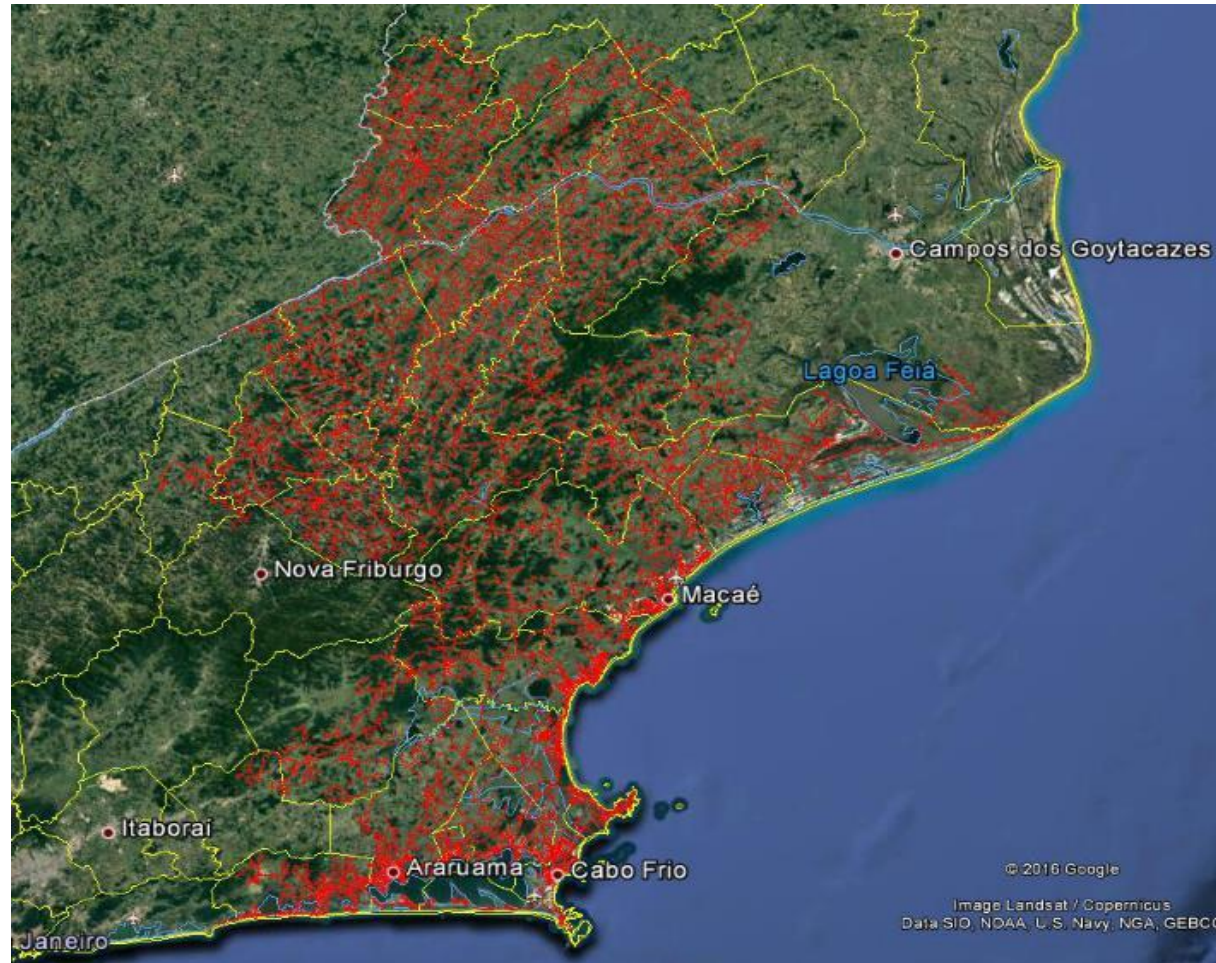 Campos dos Goytacazes
Lagoa Feia
Nova Friburgo
Macaé
Itaboraí
Araruama
Cabo Frio
© 2016 Google
Image Landsat / Copernicus
Data SIO, NOAA, U.S. Navy, NGA, GEBCO
Janeiro